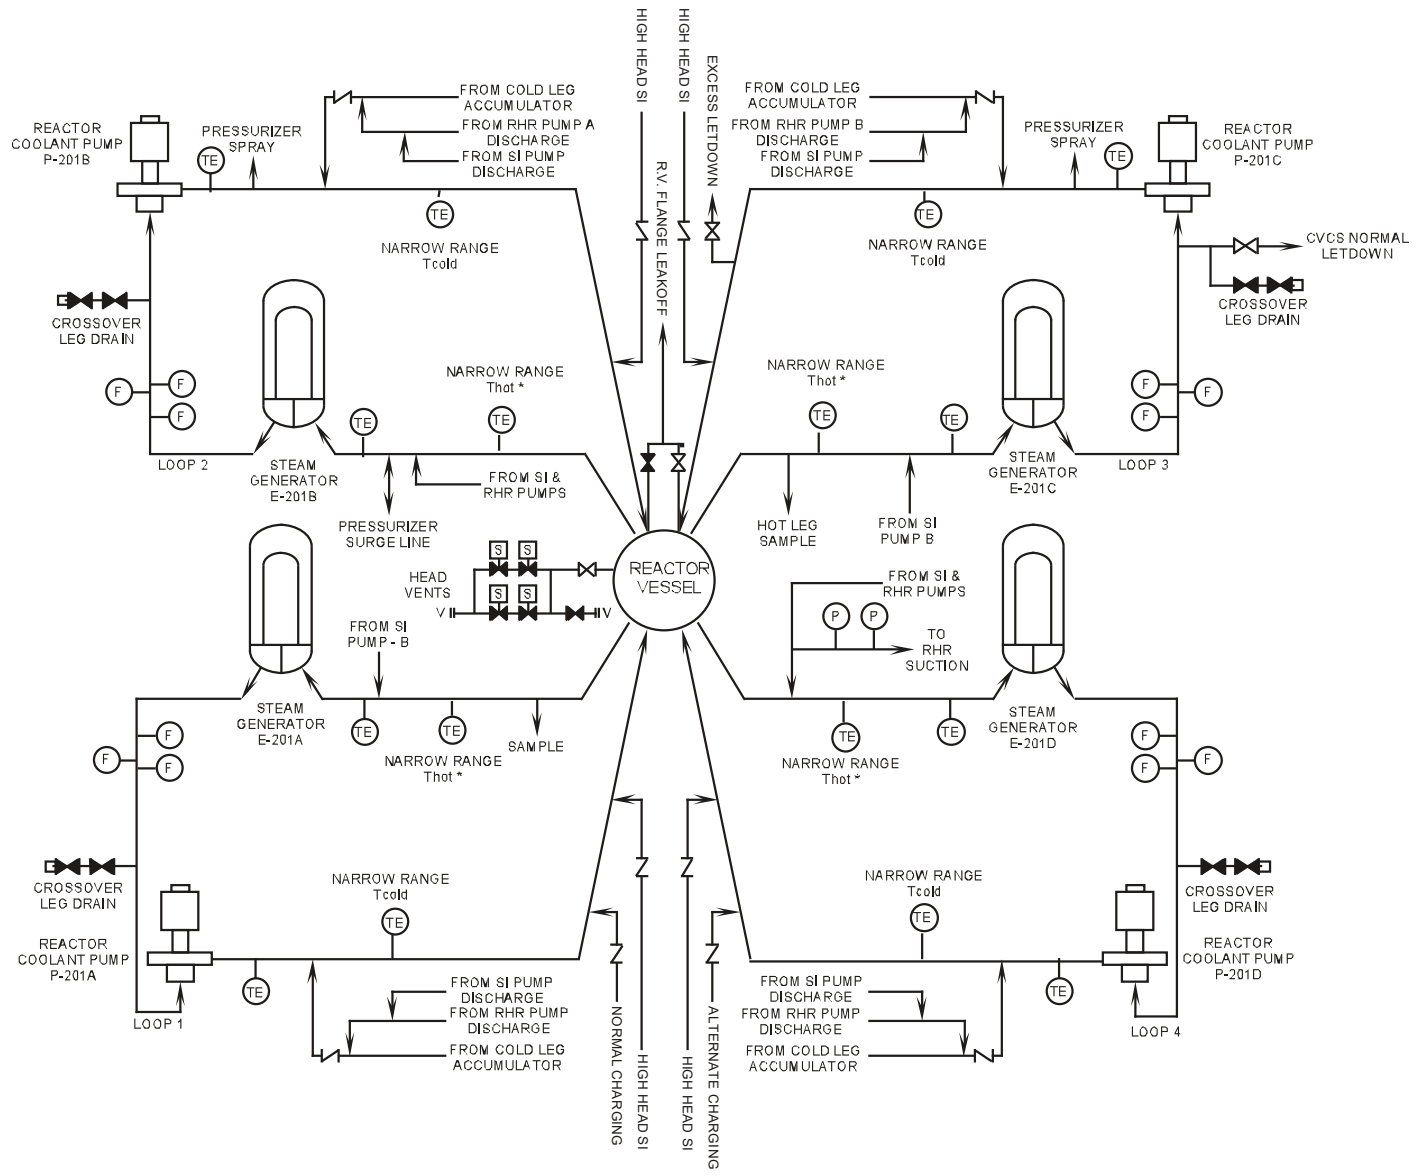 HIGH HEAD SI
HIGH HEAD SI
EXCESS LETDOWN
R.V. FLANGE LEAKOFF
REACTOR
COOLANT PUMP
P-201B
TE
PRESSURIZER
SPRAY
FROM COLD LEG
ACCUMULATOR
FROM RHR PUMP A
DISCHARGE
FROM SI PUMP
DISCHARGE
TE
NARROW RANGE
Tcold
CROSSOVER
LEG DRAIN
F
F
F
LOOP 2
STEAM
GENERATOR
E-201B
TE
NARROW RANGE
Thot *
TE
FROM SI &
RHR PUMPS
PRESSURIZER
SURGE LINE
FROM COLD LEG
ACCUMULATOR
FROM RHR PUMP B
DISCHARGE
FROM SI PUMP
DISCHARGE
PRESSURIZER
SPRAY
TE
REACTOR
COOLANT PUMP
P-201C
TE
NARROW RANGE
Tcold
CVCS NORMAL
LETDOWN
CROSSOVER
LEG DRAIN
NARROW RANGE
Thot *
TE
TE
F
F
F
STEAM
GENERATOR
E-201C
LOOP 3
HOT LEG
SAMPLE
FROM SI
PUMP B
HEAD
VENTS
S
S
S
S
V
V
REACTOR
VESSEL
FROM SI
PUMP - B
STEAM
GENERATOR
E-201A
TE
TE
NARROW RANGE
Thot *
SAMPLE
F
F
F
CROSSOVER
LEG DRAIN
REACTOR
COOLANT PUMP
P-201A
LOOP 1
TE
NARROW RANGE
Tcold
TE
FROM SI PUMP
DISCHARGE
FROM RHR PUMP
DISCHARGE
FROM COLD LEG
ACCUMULATOR
NORMAL CHARGING
HIGH HEAD SI
HIGH HEAD SI
ALTERNATE CHARGING
FROM SI &
RHR PUMPS
P
P
TO
RHR
SUCTION
TE
NARROW RANGE
Thot *
TE
STEAM
GENERATOR
E-201D
F
F
F
CROSSOVER
LEG DRAIN
NARROW RANGE
Tcold
TE
TE
REACTOR
COOLANT PUMP
P-201D
LOOP 4
FROM SI PUMP
DISCHARGE
FROM RHR PUMP
DISCHARGE
FROM COLD LEG
ACCUMULATOR